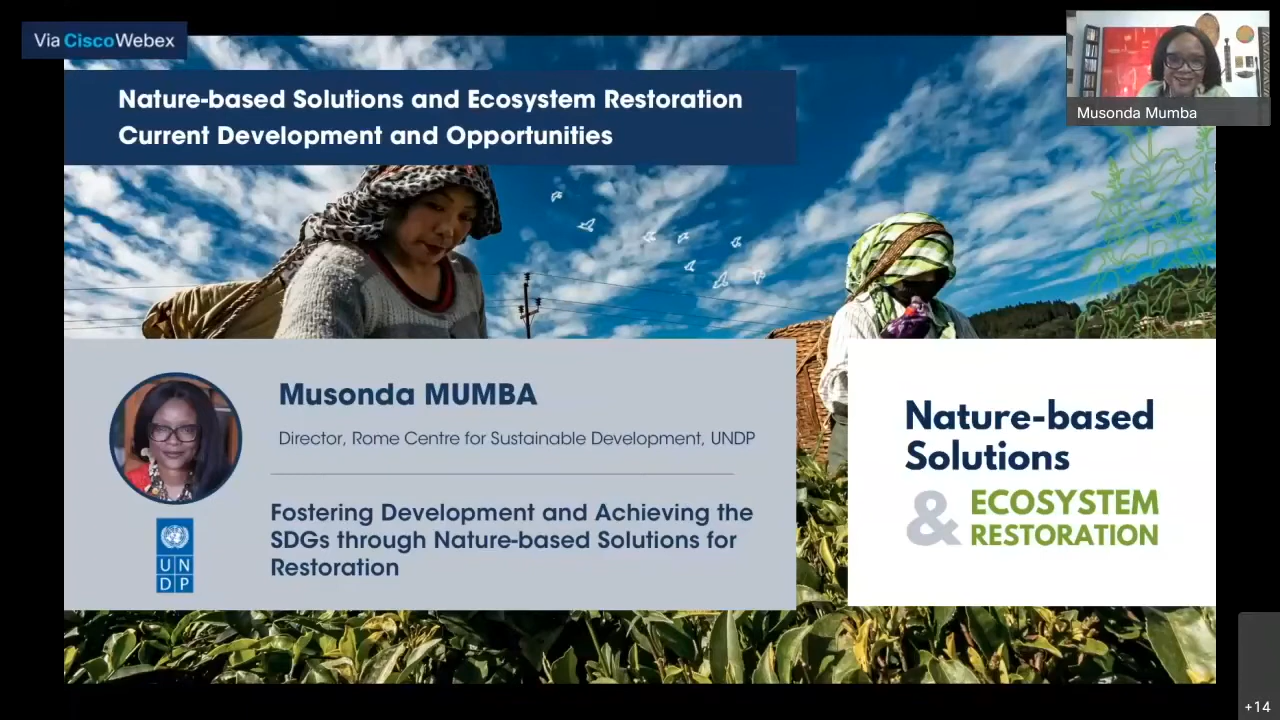 Via Cisco Webex
Musonda Mumba
Nature-based Solutions and Ecosystem Restoration
Current Development and Opportunities
Musonda MUMBA
Director, Rome Centre for Sustainable Development, UNDP
Fostering Development and Achieving the
SDGs through Nature-based Solutions for
Restoration
U N
D P
Nature-based
Solutions
& ECOSYSTEM
RESTORATION
+14